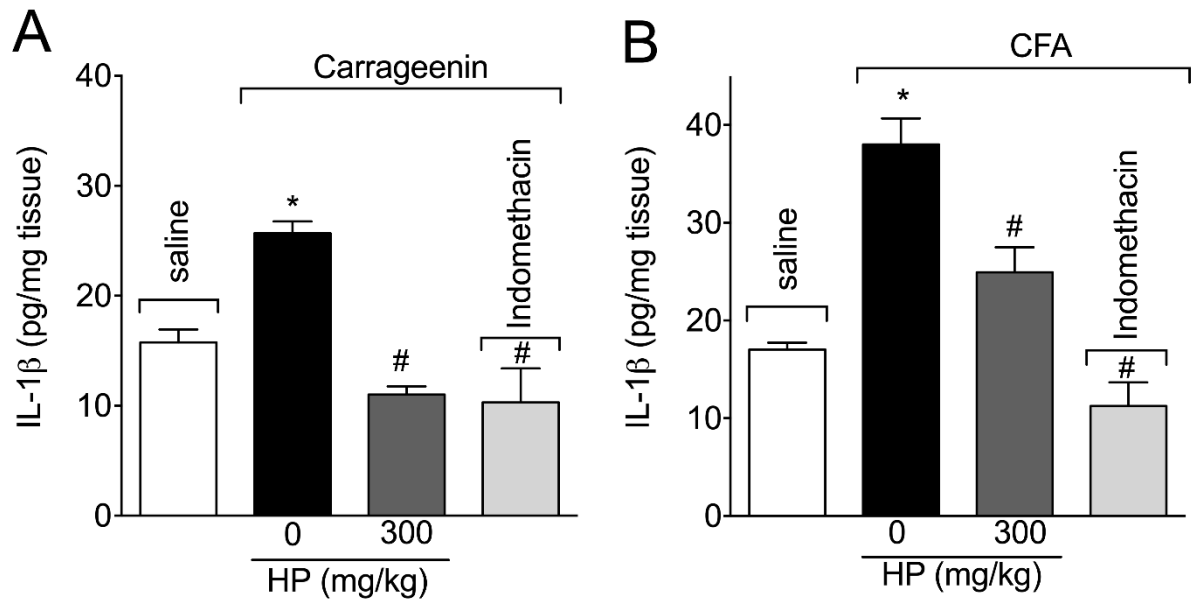 A
Carrageenin
IL-1β (pg/mg tissue)
40
30
20
10
0
saline
*
#
Indomethacin
#
0
300
HP (mg/kg)
B
CFA
IL-1β (pg/mg tissue)
40
30
20
10
0
saline
*
#
Indomethacin
#
0
300
HP (mg/kg)